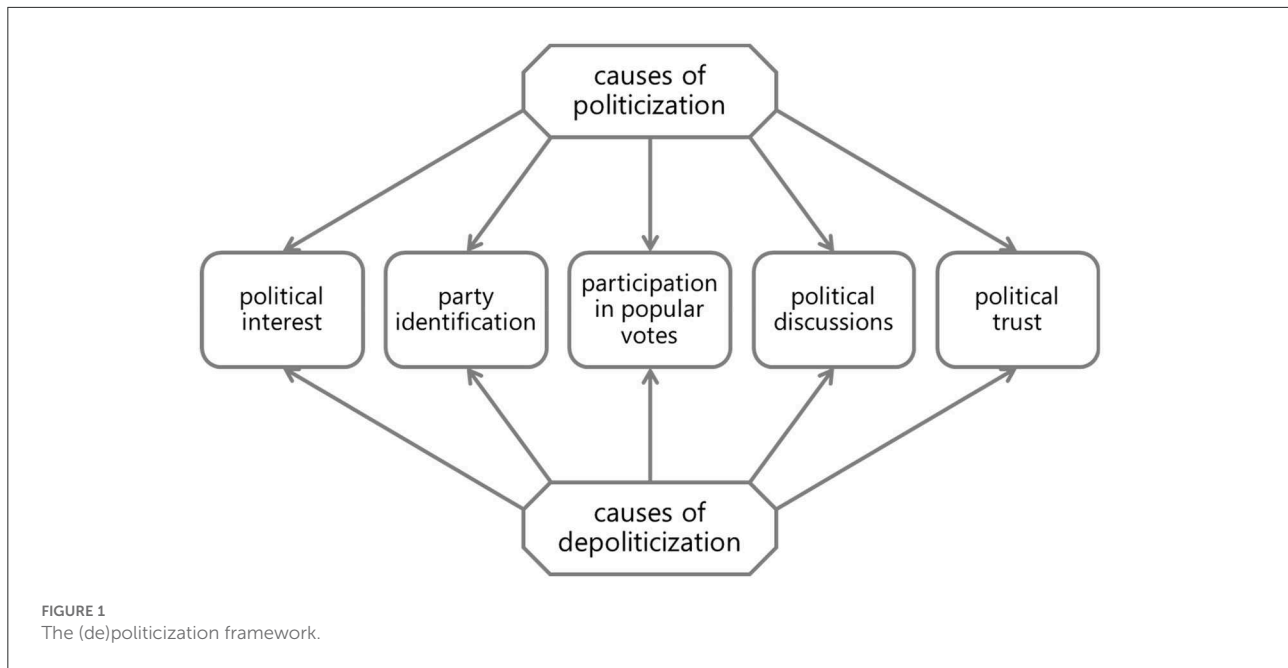 causes of
politicization
political
interest
party
identification
participation
in popular
votes
political
discussions
political
trust
causes of
depoliticization
FIGURE 1
The (de)politicization framework.